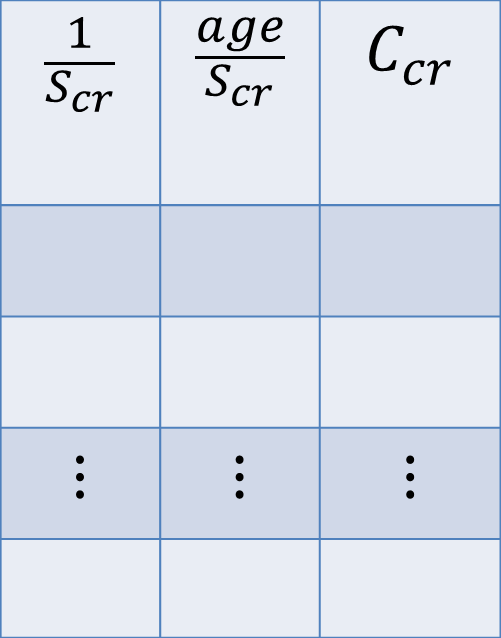 1/S_cr age/S_cr C_cr
⋮ ⋮ ⋮